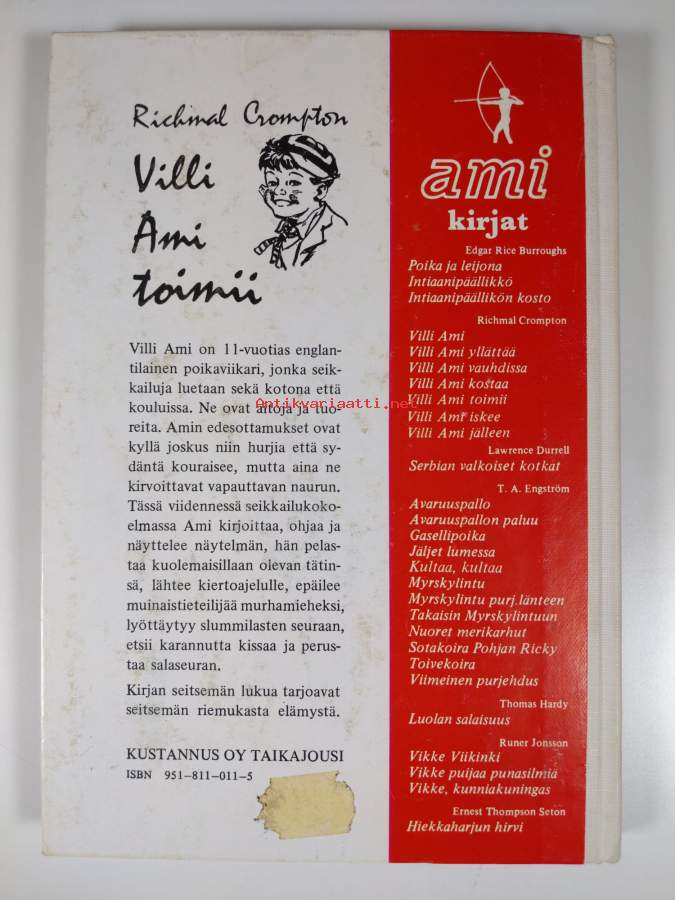 Richmal Crompton
Villi
Ami
toimii
Villi Ami on 11-vuotias englan-
tilainen poikaviikari, jonka seik-
kailuja luetaan sekä kotona että
kouluissa. Ne ovat aitoja ja tuo-
reita. Amin edesottamukset ovat
kyllä joskus niin hurjia että sy-
däntä kouraisee, mutta aina ne
kirvoittavat vapauttavan naurun.
Tässä viidennessä seikkailukoko-
elmassa Ami kirjoittaa, ohjaa ja
näyttelee näytelmän, hän pelas-
taa kuolemaisillaan olevan tätin-
sä, lähtee kiertoajelulle, epäilee
muinaistieteilijää murhamieheksi,
lyöttäytyy slummilasten seuraan,
etsii karannutta kissaa ja perus-
taa salaseuran.
Kirjan seitsemän lukua tarjoavat
seitsemän riemukasta elämystä.
KUSTANNUS OY TAIKAJOUSI
ISBN 951-811-011-5
ami
kirjat
Edgar Rice Burroughs
Poika ja leijona
Intiaanipäällikkö
Intiaanipäällikön kosto
Richmal Crompton
Villi Ami
Villi Ami yllättää
Villi Ami vauhdissa
Villi Ami kostaa
Villi Ami toimii
Villi Ami iskee
Villi Ami jälleen
Lawrence Durrell
Serbian valkoiset kotkat
T. A. Engström
Avaruuspallo
Avaruuspallon paluu
Gasellipoika
Jäljet lumessa
Kultaa, kultaa
Myrskylintu
Myrskylintu purj.länteen
Takaisin Myrskylintuun
Nuoret merikarhut
Sotakoira Pohjan Ricky
Toivekoira
Viimeinen purjehdus
Thomas Hardy
Luolan salaisuus
Runer Jonsson
Vikke Viikinki
Vikke puijaa punasilmiä
Vikke, kunniakuningas
Ernest Thompson Seton
Hiekkaharjun hirvi
Antikvariaatti.net